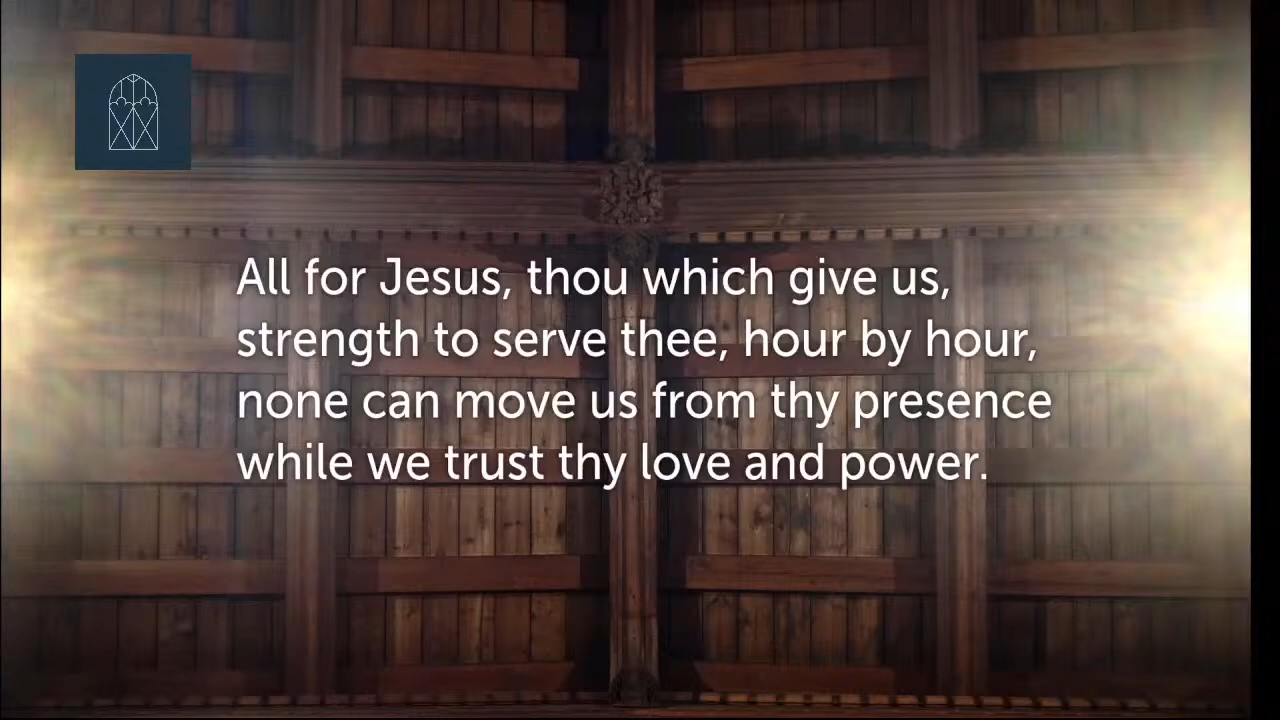 All for Jesus, thou which give us,
strength to serve thee, hour by hour,
none can move us from thy presence
while we trust thy love and power.